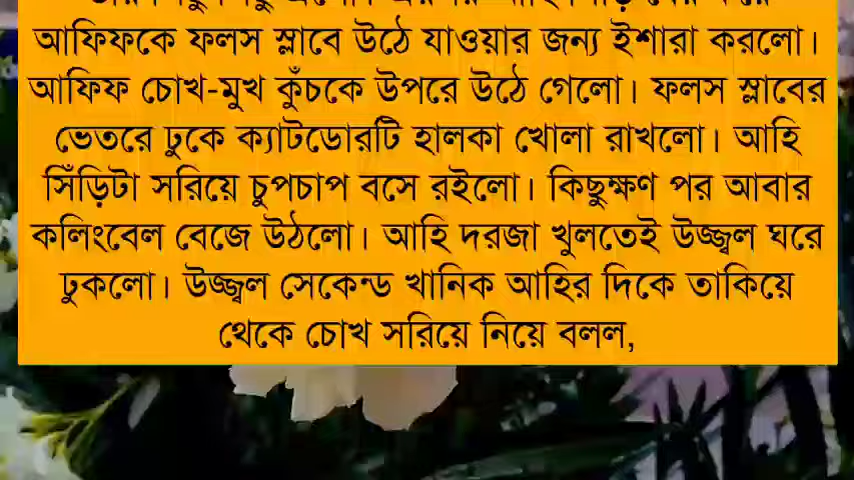 আফিফকে ফলস স্লাবে উঠে যাওয়ার জন্য ইশারা করলো।
আফিফ চোখ-মুখ কুঁচকে উপরে উঠে গেলো। ফলস স্লাবের
ভেতরে ঢুকে ক্যাটডোরটি হালকা খোলা রাখলো। আহি
সিঁড়িটা সরিয়ে চুপচাপ বসে রইলো। কিছুক্ষণ পর আবার
কলিংবেল বেজে উঠলো। আহি দরজা খুলতেই উজ্জ্বল ঘরে
ঢুকলো। উজ্জ্বল সেকেন্ড খানিক আহির দিকে তাকিয়ে
থেকে চোখ সরিয়ে নিয়ে বলল,